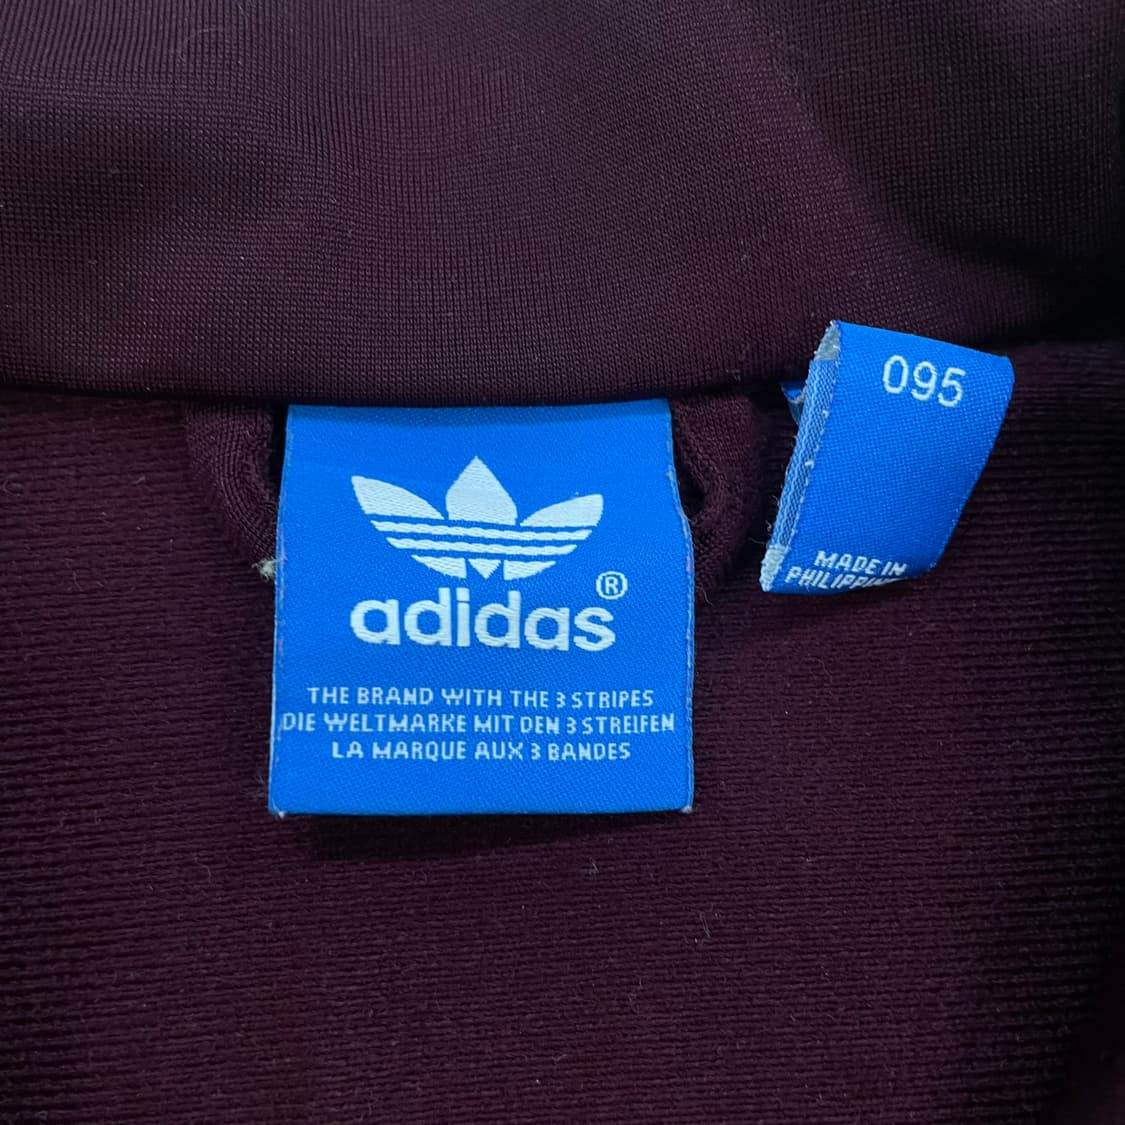 adidas®
THE BRAND WITH THE 3 STRIPES
DIE WELTMARKE MIT DEN 3 STREIFEN
LA MARQUE AUX 3 BANDES
095
MADE IN